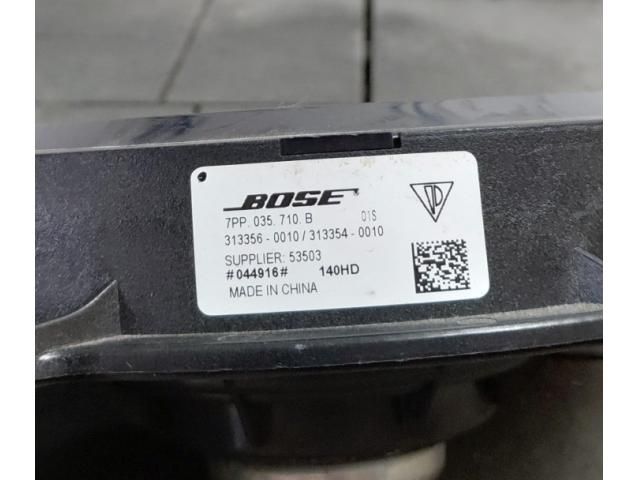 BOSE
7PP. 035. 710. B 01S
313356 - 0010 / 313354 - 0010
SUPPLIER: 53503
#044916# 140HD
MADE IN CHINA